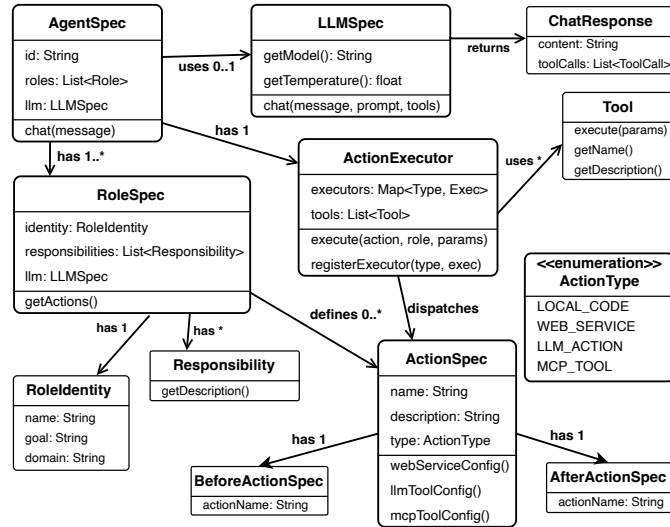 AgentSpec
id: String
roles: List<Role>
llm: LLMSpec
chat(message)
uses 0..1
LLMSpec
getModel(): String
getTemperature(): float
chat(message, prompt, tools)
returns
ChatResponse
content: String
toolCalls: List<ToolCall>
has 1..*
has 1
Tool
execute(params)
getName()
getDescription()
uses *
RoleSpec
identity: RoleIdentity
responsibilities: List<Responsibility>
llm: LLMSpec
getActions()
ActionExecutor
executors: Map<Type, Exec>
tools: List<Tool>
execute(action, role, params)
registerExecutor(type, exec)
<<enumeration>>
ActionType
LOCAL_CODE
WEB_SERVICE
LLM_ACTION
MCP_TOOL
has 1
has *
defines 0..*
dispatches
RoleIdentity
name: String
goal: String
domain: String
Responsibility
getDescription()
ActionSpec
name: String
description: String
type: ActionType
webServiceConfig()
llmToolConfig()
mcpToolConfig()
has 1
has 1
BeforeActionSpec
actionName: String
AfterActionSpec
actionName: String